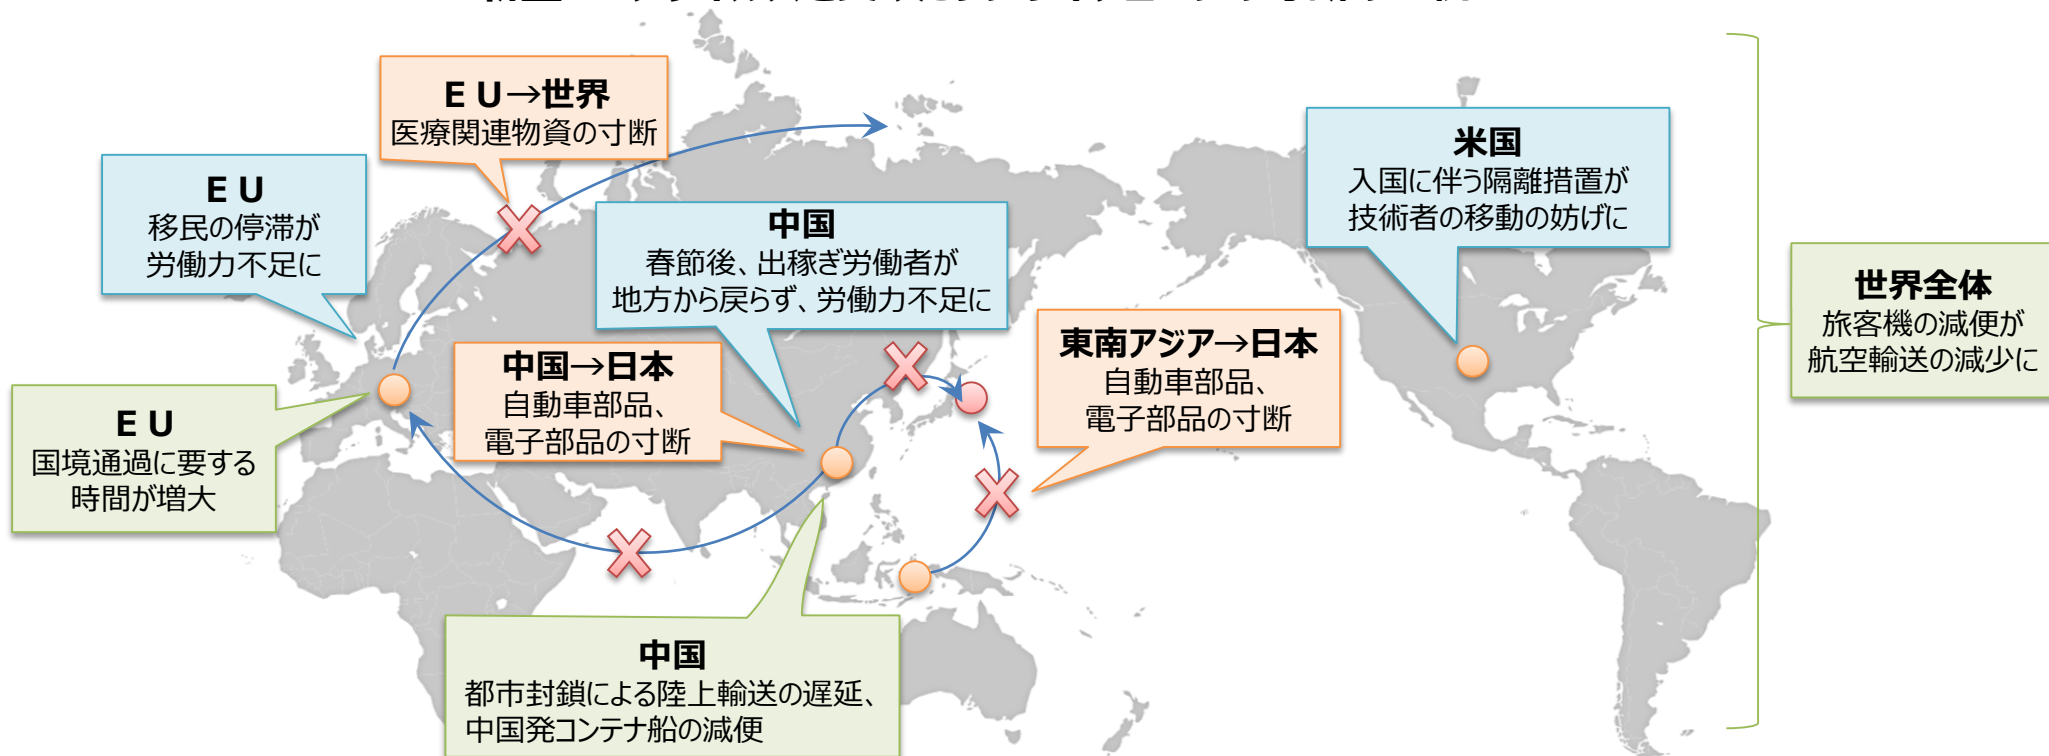 ＥＵ→世界
医療関連物資の寸断
ＥＵ
移民の停滞が
労働力不足に
中国
春節後、出稼ぎ労働者が
地方から戻らず、労働力不足に
米国
入国に伴う隔離措置が
技術者の移動の妨げに
世界全体
旅客機の減便が
航空輸送の減少に
中国→日本
自動車部品、
電子部品の寸断
東南アジア→日本
自動車部品、
電子部品の寸断
ＥＵ
国境通過に要する
時間が増大
中国
都市封鎖による陸上輸送の遅延、
中国発コンテナ船の減便